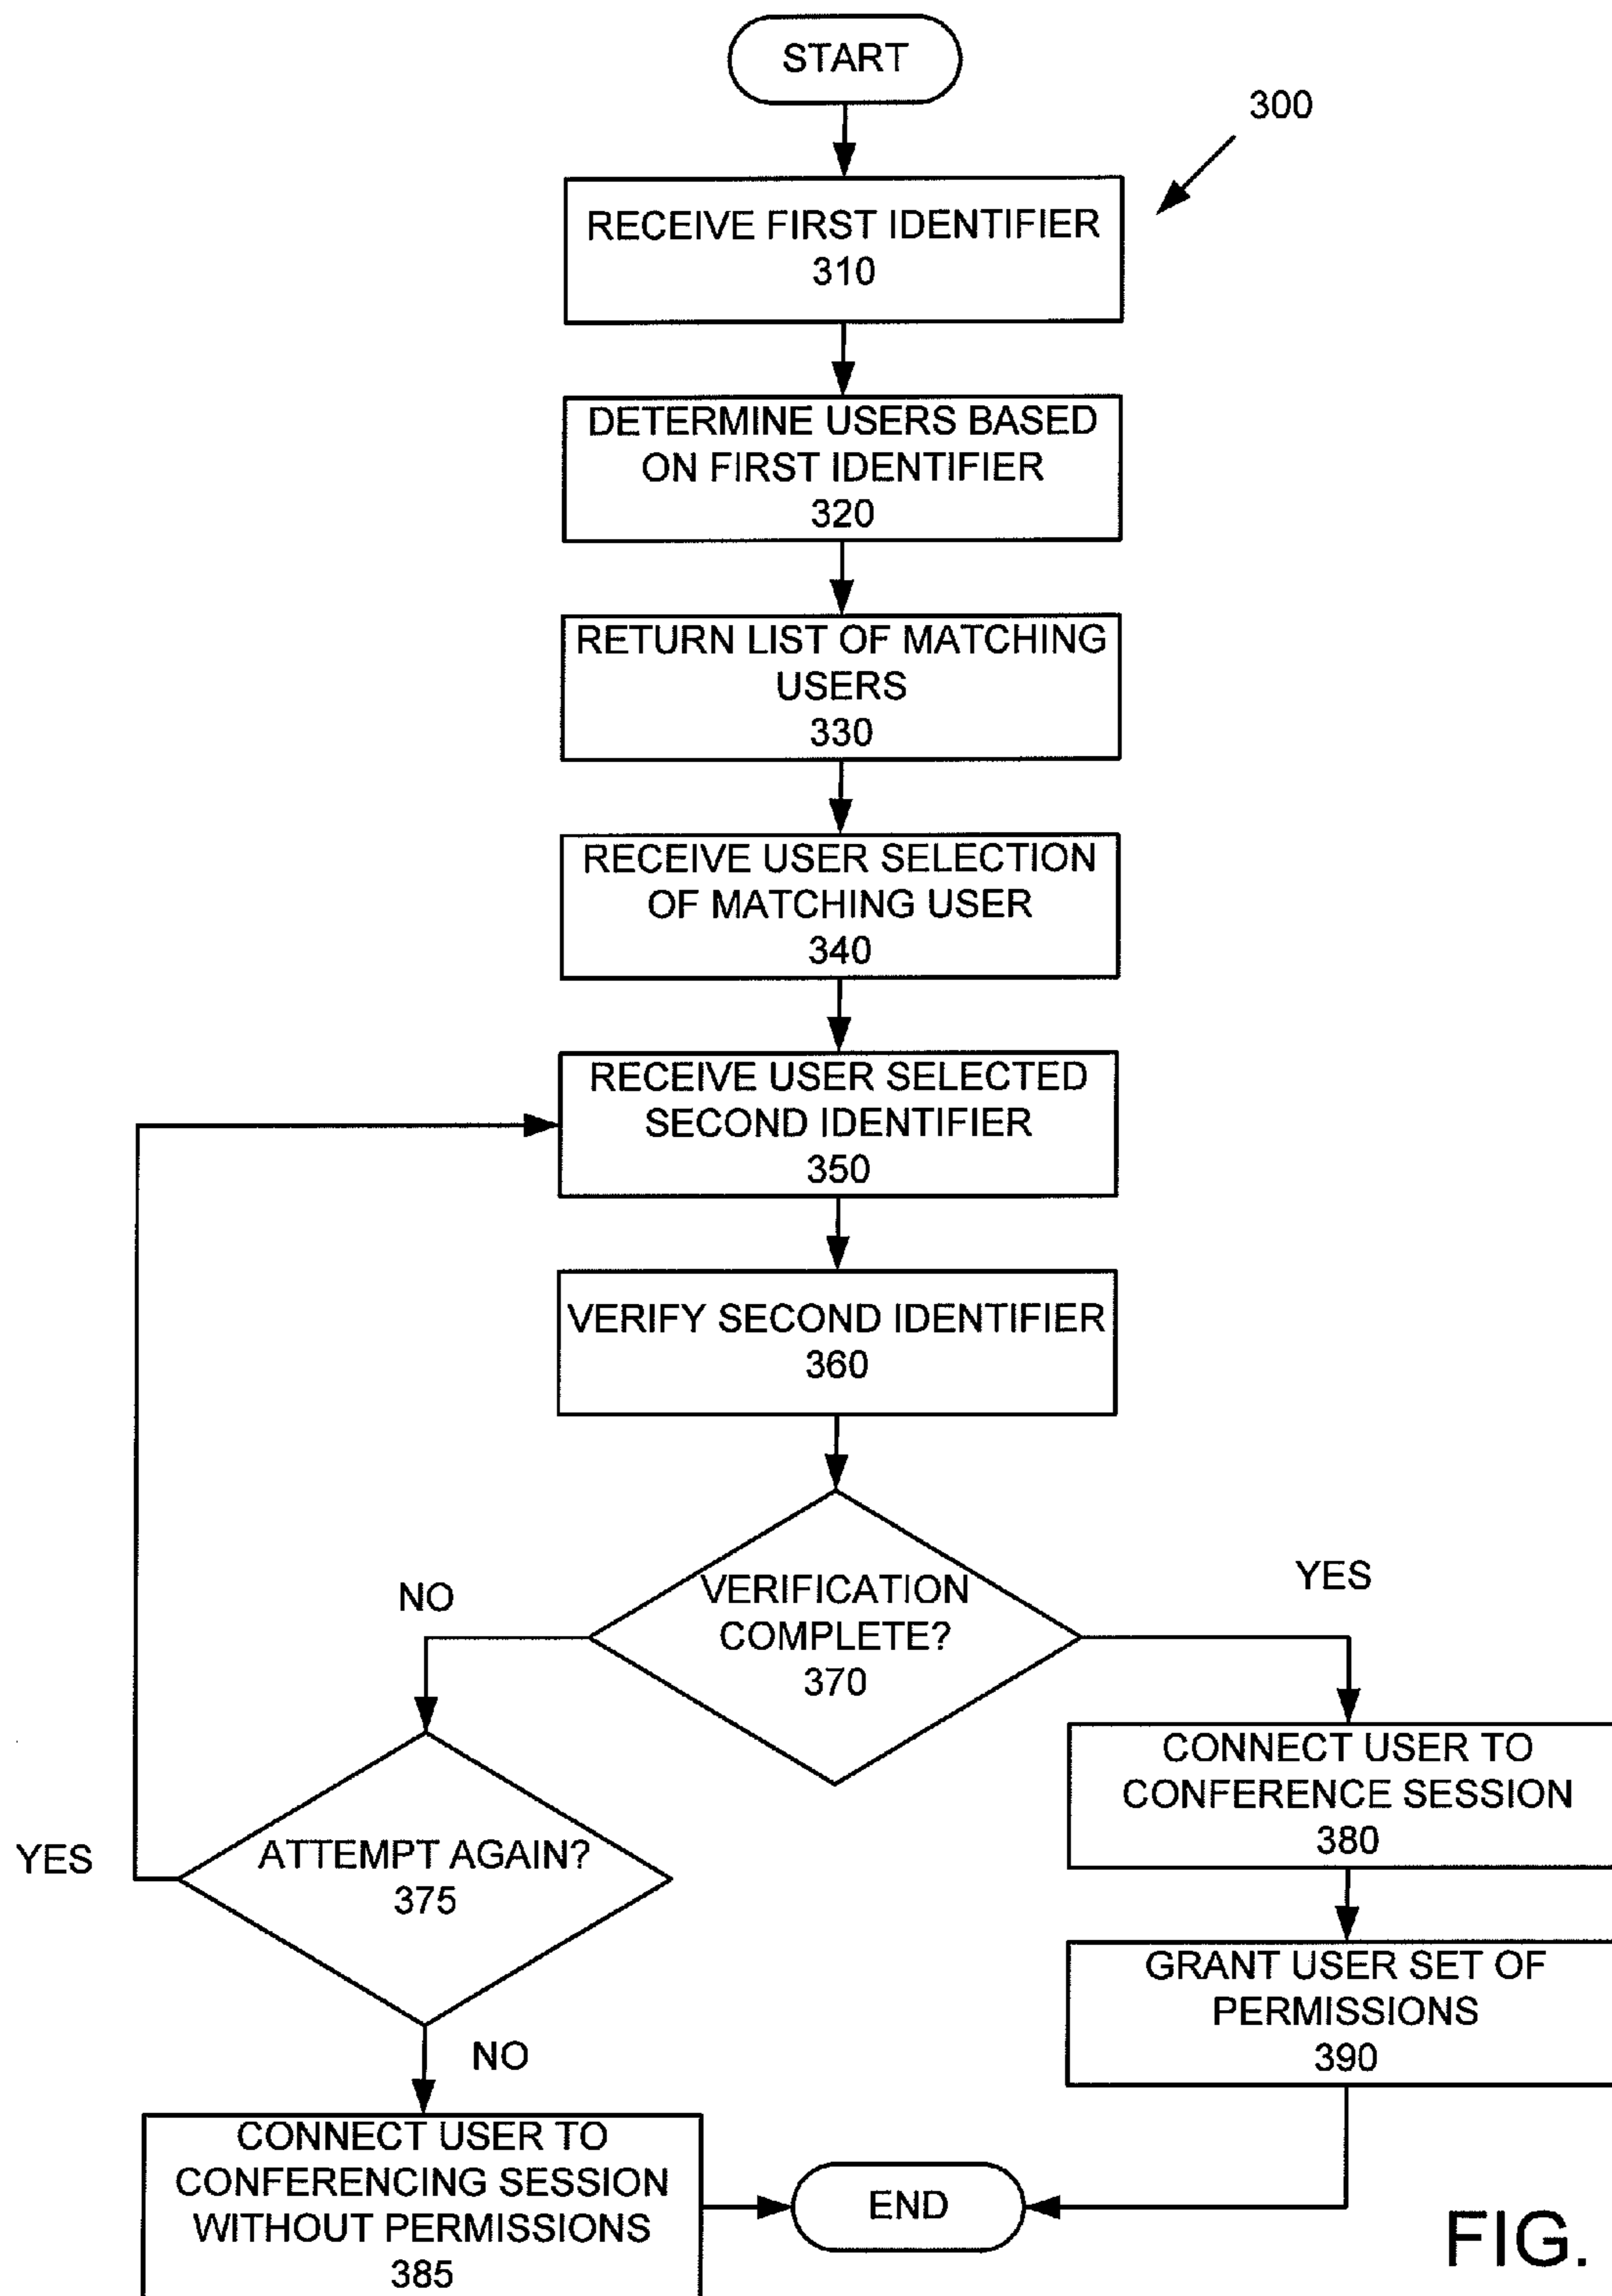 START
300
RECEIVE FIRST IDENTIFIER
310
DETERMINE USERS BASED
ON FIRST IDENTIFIER
320
RETURN LIST OF MATCHING
USERS
330
RECEIVE USER SELECTION
OF MATCHING USER
340
RECEIVE USER SELECTED
SECOND IDENTIFIER
350
VERIFY SECOND IDENTIFIER
360
VERIFICATION
COMPLETE?
370
NO
YES
ATTEMPT AGAIN?
375
YES
NO
CONNECT USER TO
CONFERENCE SESSION
380
GRANT USER SET OF
PERMISSIONS
390
CONNECT USER TO
CONFERENCING SESSION
WITHOUT PERMISSIONS
385
END
FIG.